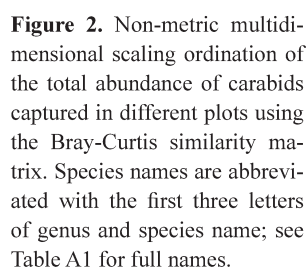 Figure 2. Non-metric multidi-
mensional scaling ordination of
the total abundance of carabids
captured in different plots using
the Bray-Curtis similarity ma-
trix. Species names are abbrevi-
ated with the first three letters
of genus and species name; see
Table A1 for full names.